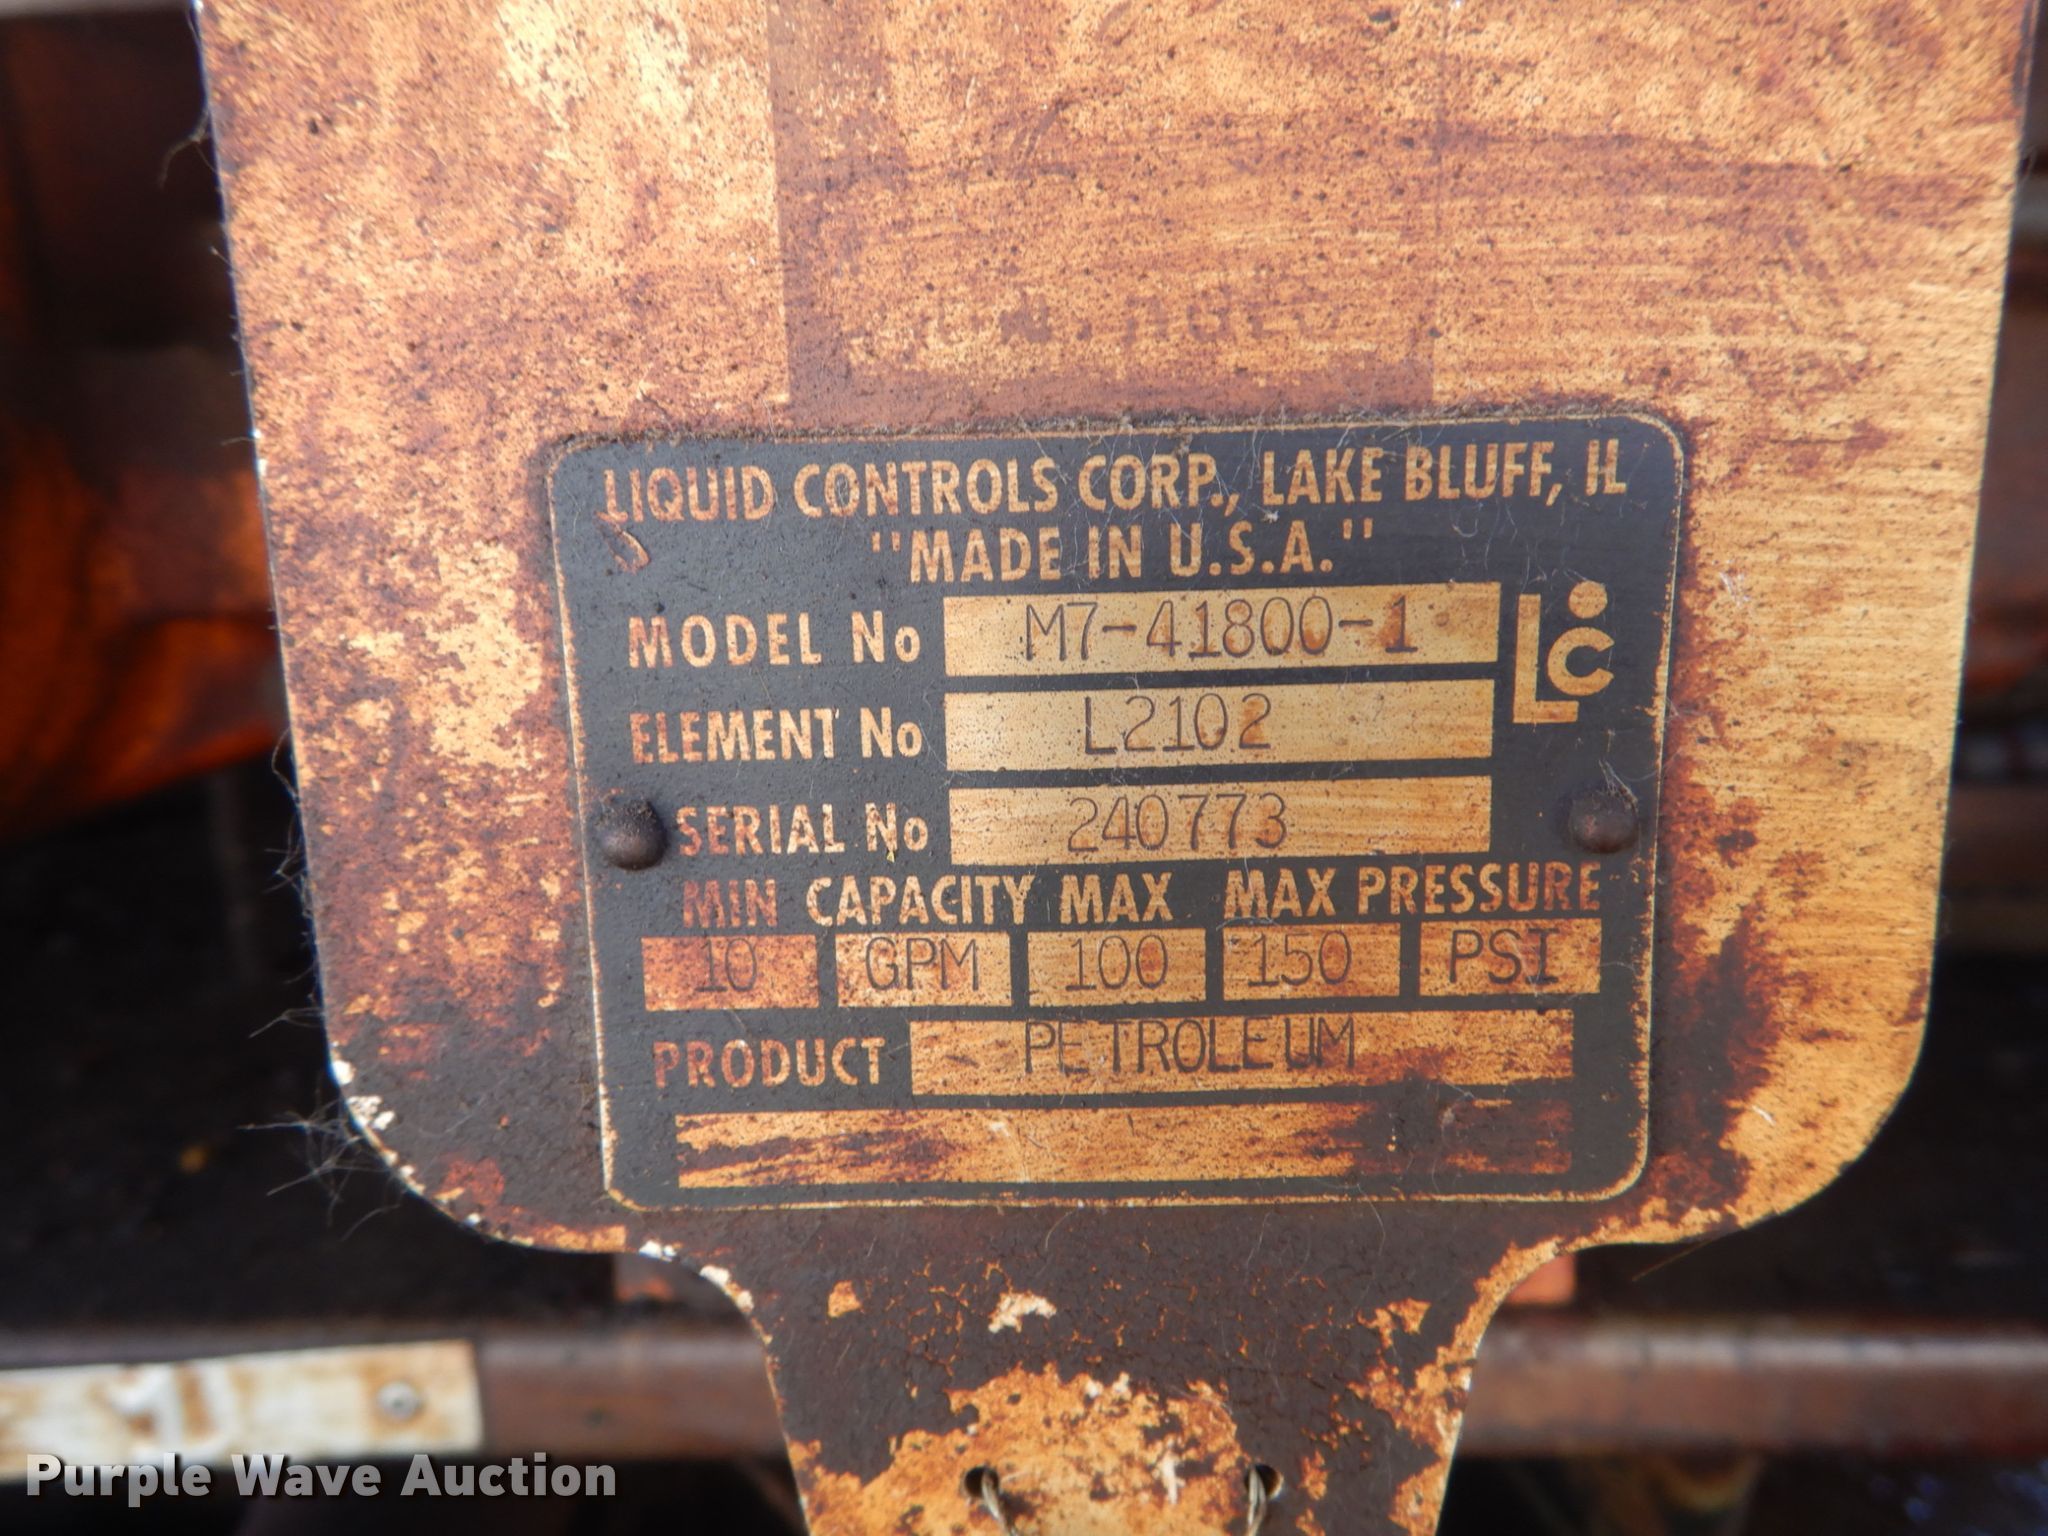 LIQUID CONTROLS CORP., LAKE BLUFF, IL
"MADE IN U.S.A."
MODEL No M7-41800-1
LC
ELEMENT No L2102
SERIAL No 240773
MIN CAPACITY MAX MAX PRESSURE
10 GPM 100 150 PSI
PRODUCT PETROLEUM
Purple Wave Auction